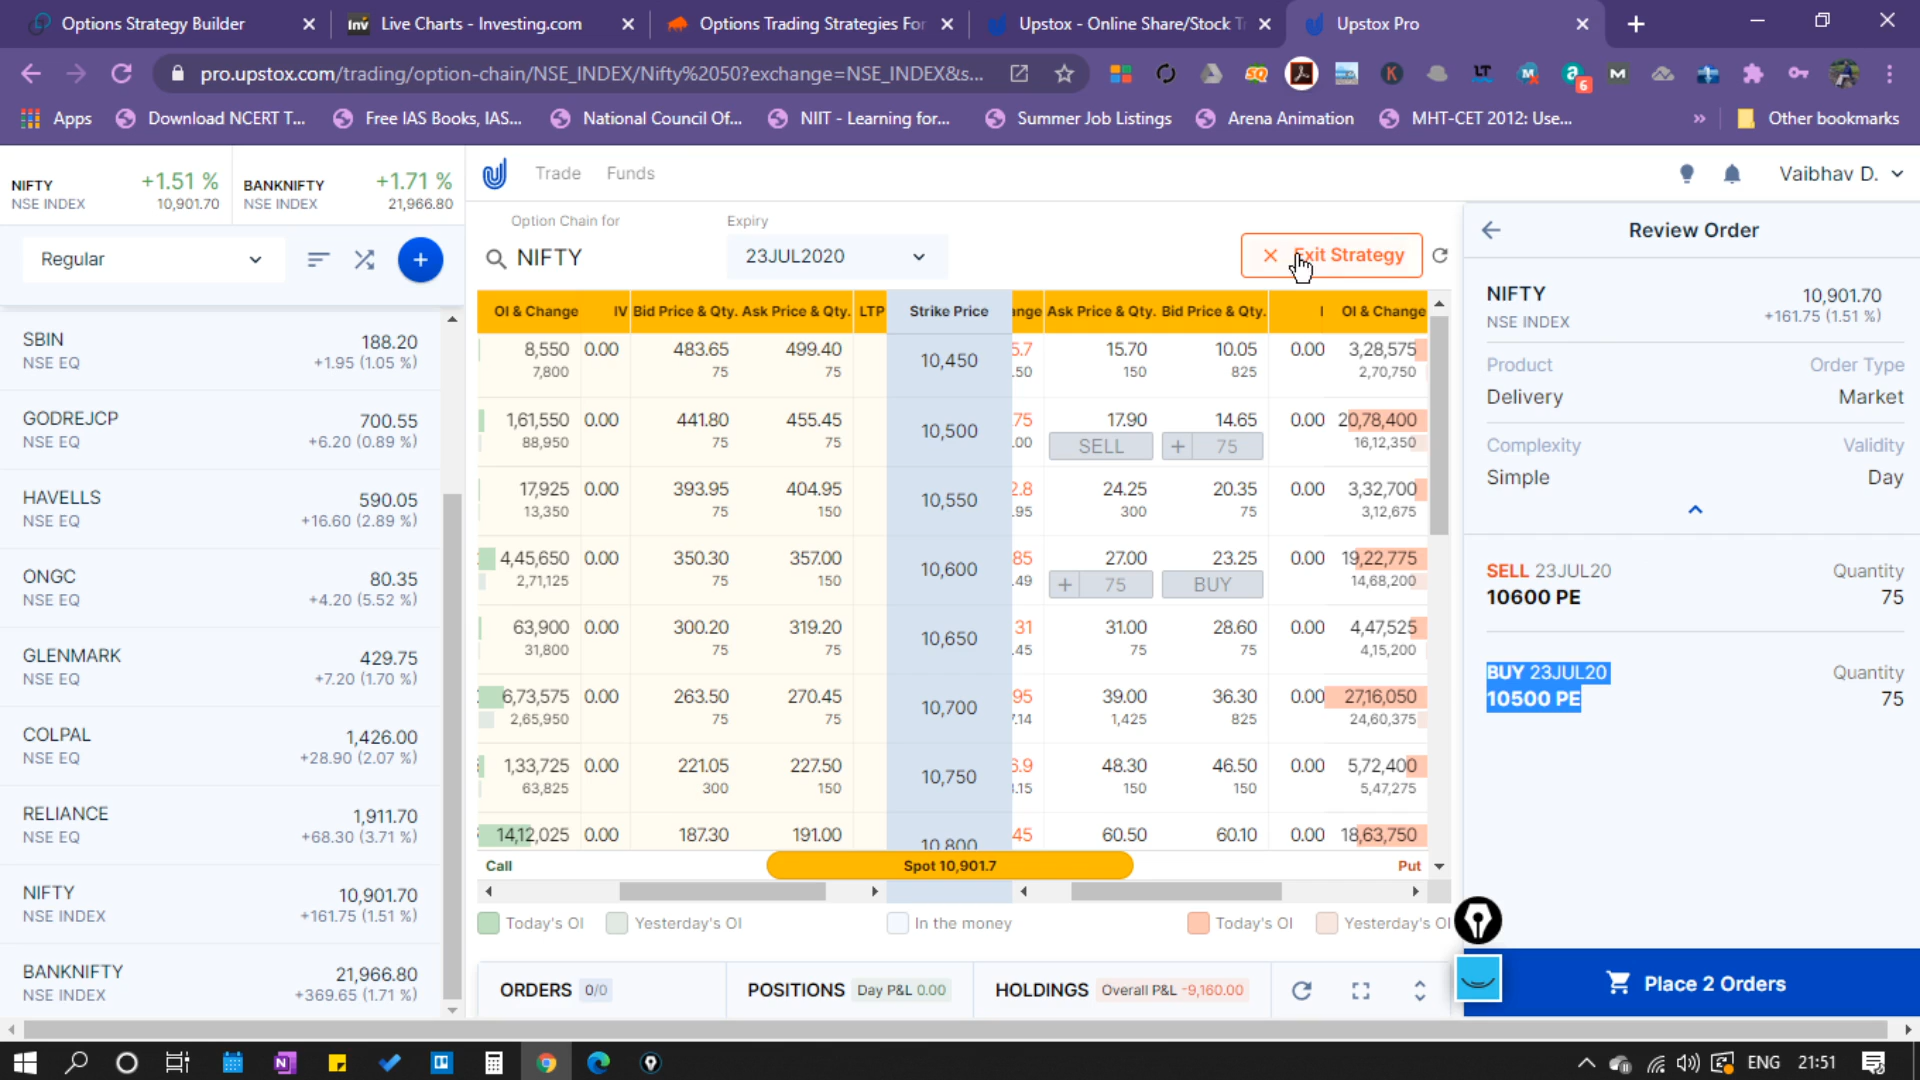 Options Strategy Builder
Live Charts - Investing.com
Options Trading Strategies For
Upstox - Online Share/Stock T
Upstox Pro
pro.upstox.com/trading/option-chain/NSE_INDEX/Nifty%2050?exchange=NSE_INDEX&s...
Apps
Download NCERT T...
Free IAS Books, IAS...
National Council Of...
NIIT - Learning for...
Summer Job Listings
Arena Animation
MHT-CET 2012: Use...
Other bookmarks
NIFTY +1.51 % BANKNIFTY +1.71 %
NSE INDEX 10,901.70 NSE INDEX 21,966.80
Trade Funds
Vaibhav D.
Regular
SBIN 188.20
NSE EQ +1.95 (1.05 %)
GODREJCP 700.55
NSE EQ +6.20 (0.89 %)
HAVELLS 590.05
NSE EQ +16.60 (2.89 %)
ONGC 80.35
NSE EQ +4.20 (5.52 %)
GLENMARK 429.75
NSE EQ +7.20 (1.70 %)
COLPAL 1,426.00
NSE EQ +28.90 (2.07 %)
RELIANCE 1,911.70
NSE EQ +68.30 (3.71 %)
NIFTY 10,901.70
NSE INDEX +161.75 (1.51 %)
BANKNIFTY 21,966.80
NSE INDEX +369.65 (1.71 %)
Option Chain for Expiry
NIFTY 23JUL2020
Exit Strategy
OI & Change IV Bid Price & Qty. Ask Price & Qty. LTP Strike Price ange Ask Price & Qty. Bid Price & Qty. I OI & Change
8,550 0.00 483.65 499.40 10,450 5.7 15.70 10.05 0.00 3,28,575
7,800 75 75 .50 150 825 2,70,750
1,61,550 0.00 441.80 455.45 10,500 75 17.90 14.65 0.00 20,78,400
88,950 75 75 .00 SELL + 75 16,12,350
17,925 0.00 393.95 404.95 10,550 2.8 24.25 20.35 0.00 3,32,700
13,350 75 150 .95 300 75 3,12,675
4,45,650 0.00 350.30 357.00 10,600 85 27.00 23.25 0.00 19,22,775
2,71,125 75 150 .49 + 75 BUY 14,68,200
63,900 0.00 300.20 319.20 10,650 31 31.00 28.60 0.00 4,47,525
31,800 75 75 .45 75 75 4,15,200
6,73,575 0.00 263.50 270.45 10,700 95 39.00 36.30 0.00 27,16,050
2,65,950 75 75 7.14 1,425 825 24,60,375
1,33,725 0.00 221.05 227.50 10,750 6.9 48.30 46.50 0.00 5,72,400
63,825 300 150 3.15 150 150 5,47,275
14,12,025 0.00 187.30 191.00 10,800 45 60.50 60.10 0.00 18,63,750
Call Spot 10,901.7 Put
Today's OI Yesterday's OI In the money Today's OI Yesterday's OI
ORDERS 0/0 POSITIONS Day P&L 0.00 HOLDINGS Overall P&L -9,160.00
Review Order
NIFTY 10,901.70
NSE INDEX +161.75 (1.51 %)
Product Order Type
Delivery Market
Complexity Validity
Simple Day
SELL 23JUL20 Quantity
10600 PE 75
BUY 23JUL20 Quantity
10500 PE 75
Place 2 Orders
ENG 21:51